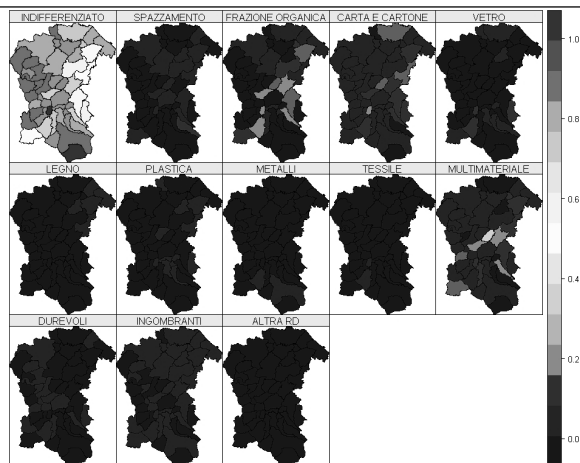 INDIFFERENZIATO
SPAZZAMENTO
FRAZIONE ORGANICA
CARTA E CARTONE
VETRO
LEGNO
PLASTICA
METALLI
TESSILE
MULTIMATERIALE
DUREVOLI
INGOMBRANTI
ALTRA RD
1.0
0.8
0.6
0.4
0.2
0.0